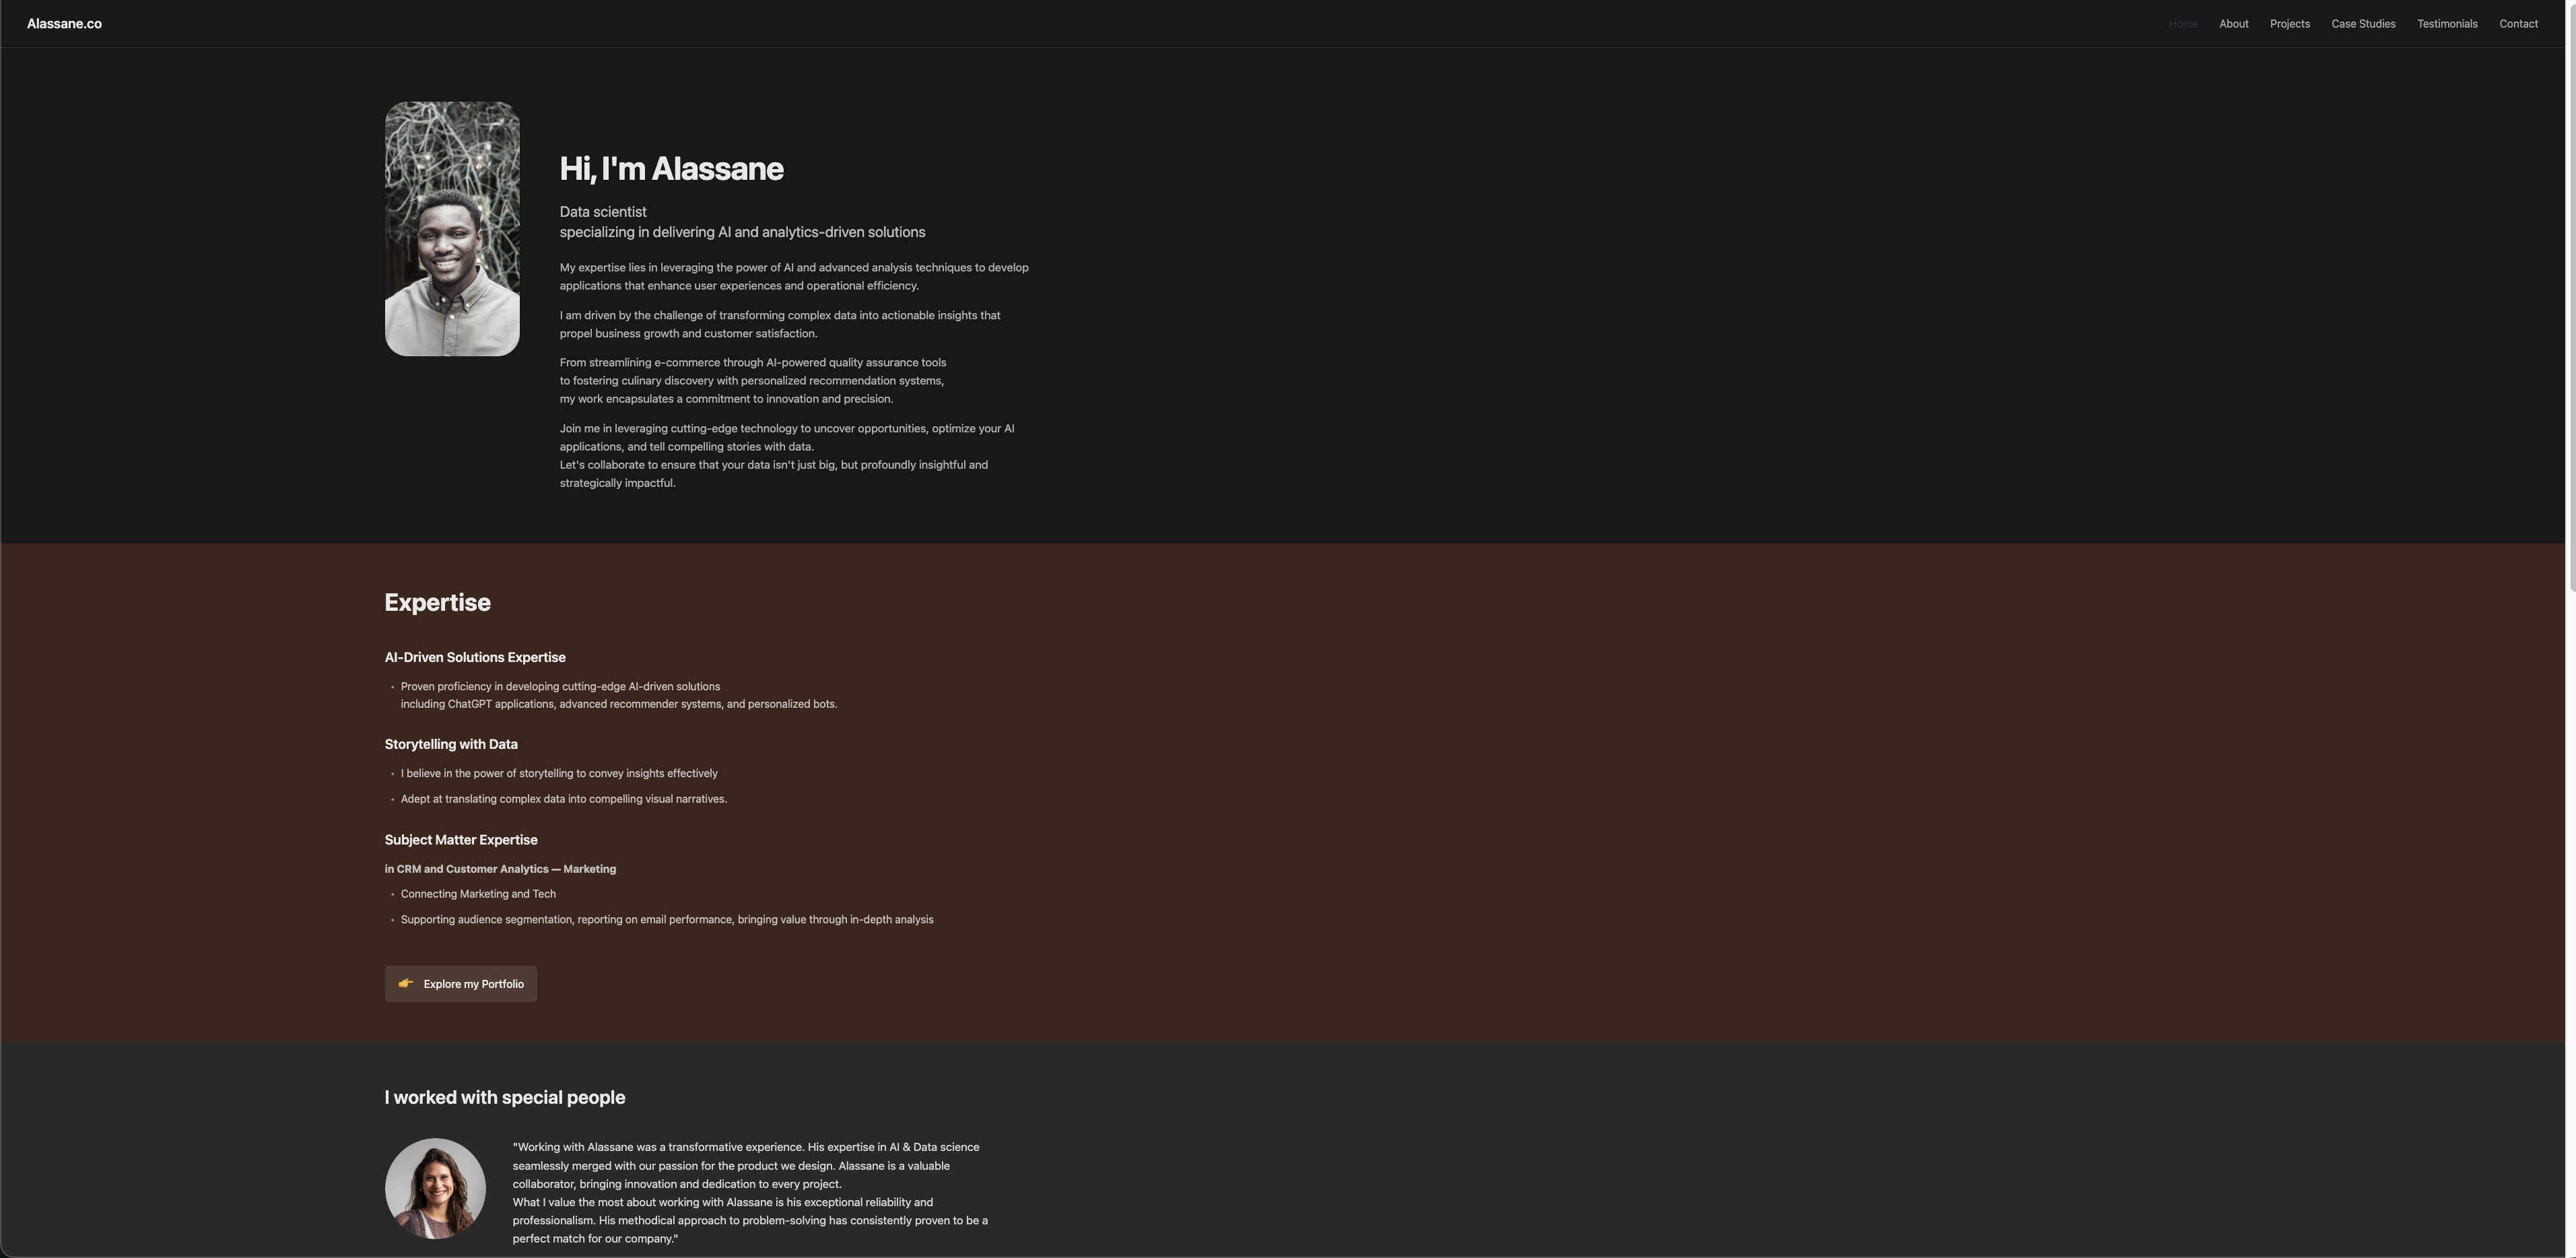 Alassane.co
Home About Projects Case Studies Testimonials Contact
Hi, I'm Alassane
Data scientist
specializing in delivering AI and analytics-driven solutions
My expertise lies in leveraging the power of AI and advanced analysis techniques to develop
applications that enhance user experiences and operational efficiency.
I am driven by the challenge of transforming complex data into actionable insights that
propel business growth and customer satisfaction.
From streamlining e-commerce through AI-powered quality assurance tools
to fostering culinary discovery with personalized recommendation systems,
my work encapsulates a commitment to innovation and precision.
Join me in leveraging cutting-edge technology to uncover opportunities, optimize your AI
applications, and tell compelling stories with data.
Let's collaborate to ensure that your data isn't just big, but profoundly insightful and
strategically impactful.
Expertise
AI-Driven Solutions Expertise
• Proven proficiency in developing cutting-edge AI-driven solutions
including ChatGPT applications, advanced recommender systems, and personalized bots.
Storytelling with Data
• I believe in the power of storytelling to convey insights effectively
• Adept at translating complex data into compelling visual narratives.
Subject Matter Expertise
in CRM and Customer Analytics — Marketing
• Connecting Marketing and Tech
• Supporting audience segmentation, reporting on email performance, bringing value through in-depth analysis
👉 Explore my Portfolio
I worked with special people
"Working with Alassane was a transformative experience. His expertise in AI & Data science
seamlessly merged with our passion for the product we design. Alassane is a valuable
collaborator, bringing innovation and dedication to every project.
What I value the most about working with Alassane is his exceptional reliability and
professionalism. His methodical approach to problem-solving has consistently proven to be a
perfect match for our company."